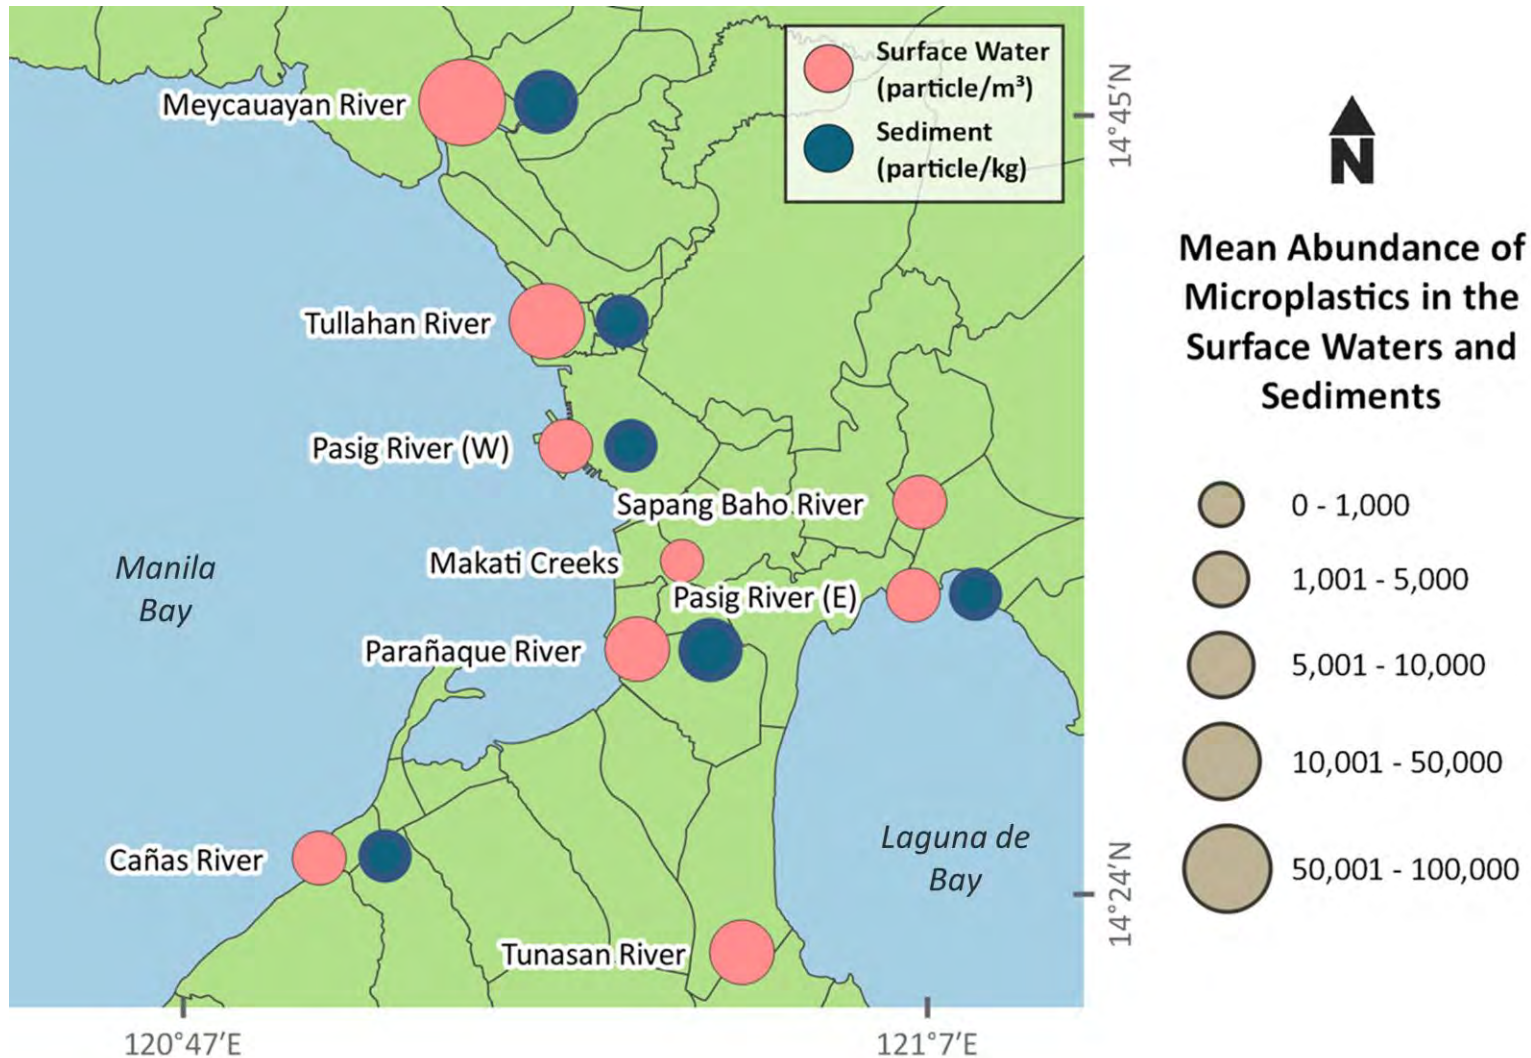 Surface Water
(particle/m³)
Sediment
(particle/kg)
Meycauayan River
Tullahan River
Pasig River (W)
Sapang Baho River
Makati Creeks
Pasig River (E)
Parañaque River
Cañas River
Tunasan River
Manila
Bay
Laguna de
Bay
14°45'N
14°24'N
120°47'E
121°7'E
N
Mean Abundance of
Microplastics in the
Surface Waters and
Sediments
0 - 1,000
1,001 - 5,000
5,001 - 10,000
10,001 - 50,000
50,001 - 100,000